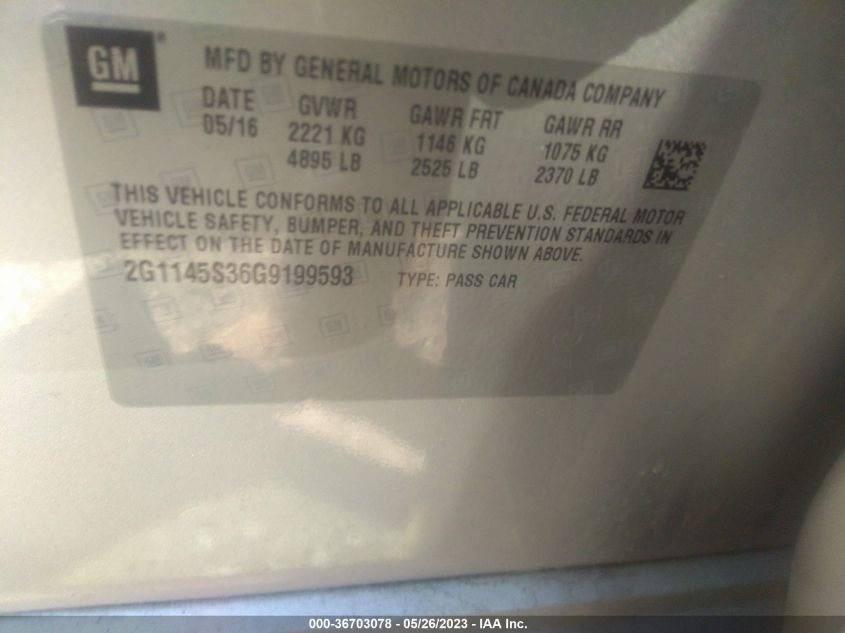 GM®
MFD BY GENERAL MOTORS OF CANADA COMPANY
DATE GVWR GAWR FRT GAWR RR
05/16 2221 KG 1146 KG 1075 KG
4895 LB 2525 LB 2370 LB
THIS VEHICLE CONFORMS TO ALL APPLICABLE U.S. FEDERAL MOTOR
VEHICLE SAFETY, BUMPER, AND THEFT PREVENTION STANDARDS IN
EFFECT ON THE DATE OF MANUFACTURE SHOWN ABOVE.
2G1145S36G9199593 TYPE: PASS CAR
000-36703078 - 05/26/2023 - IAA Inc.